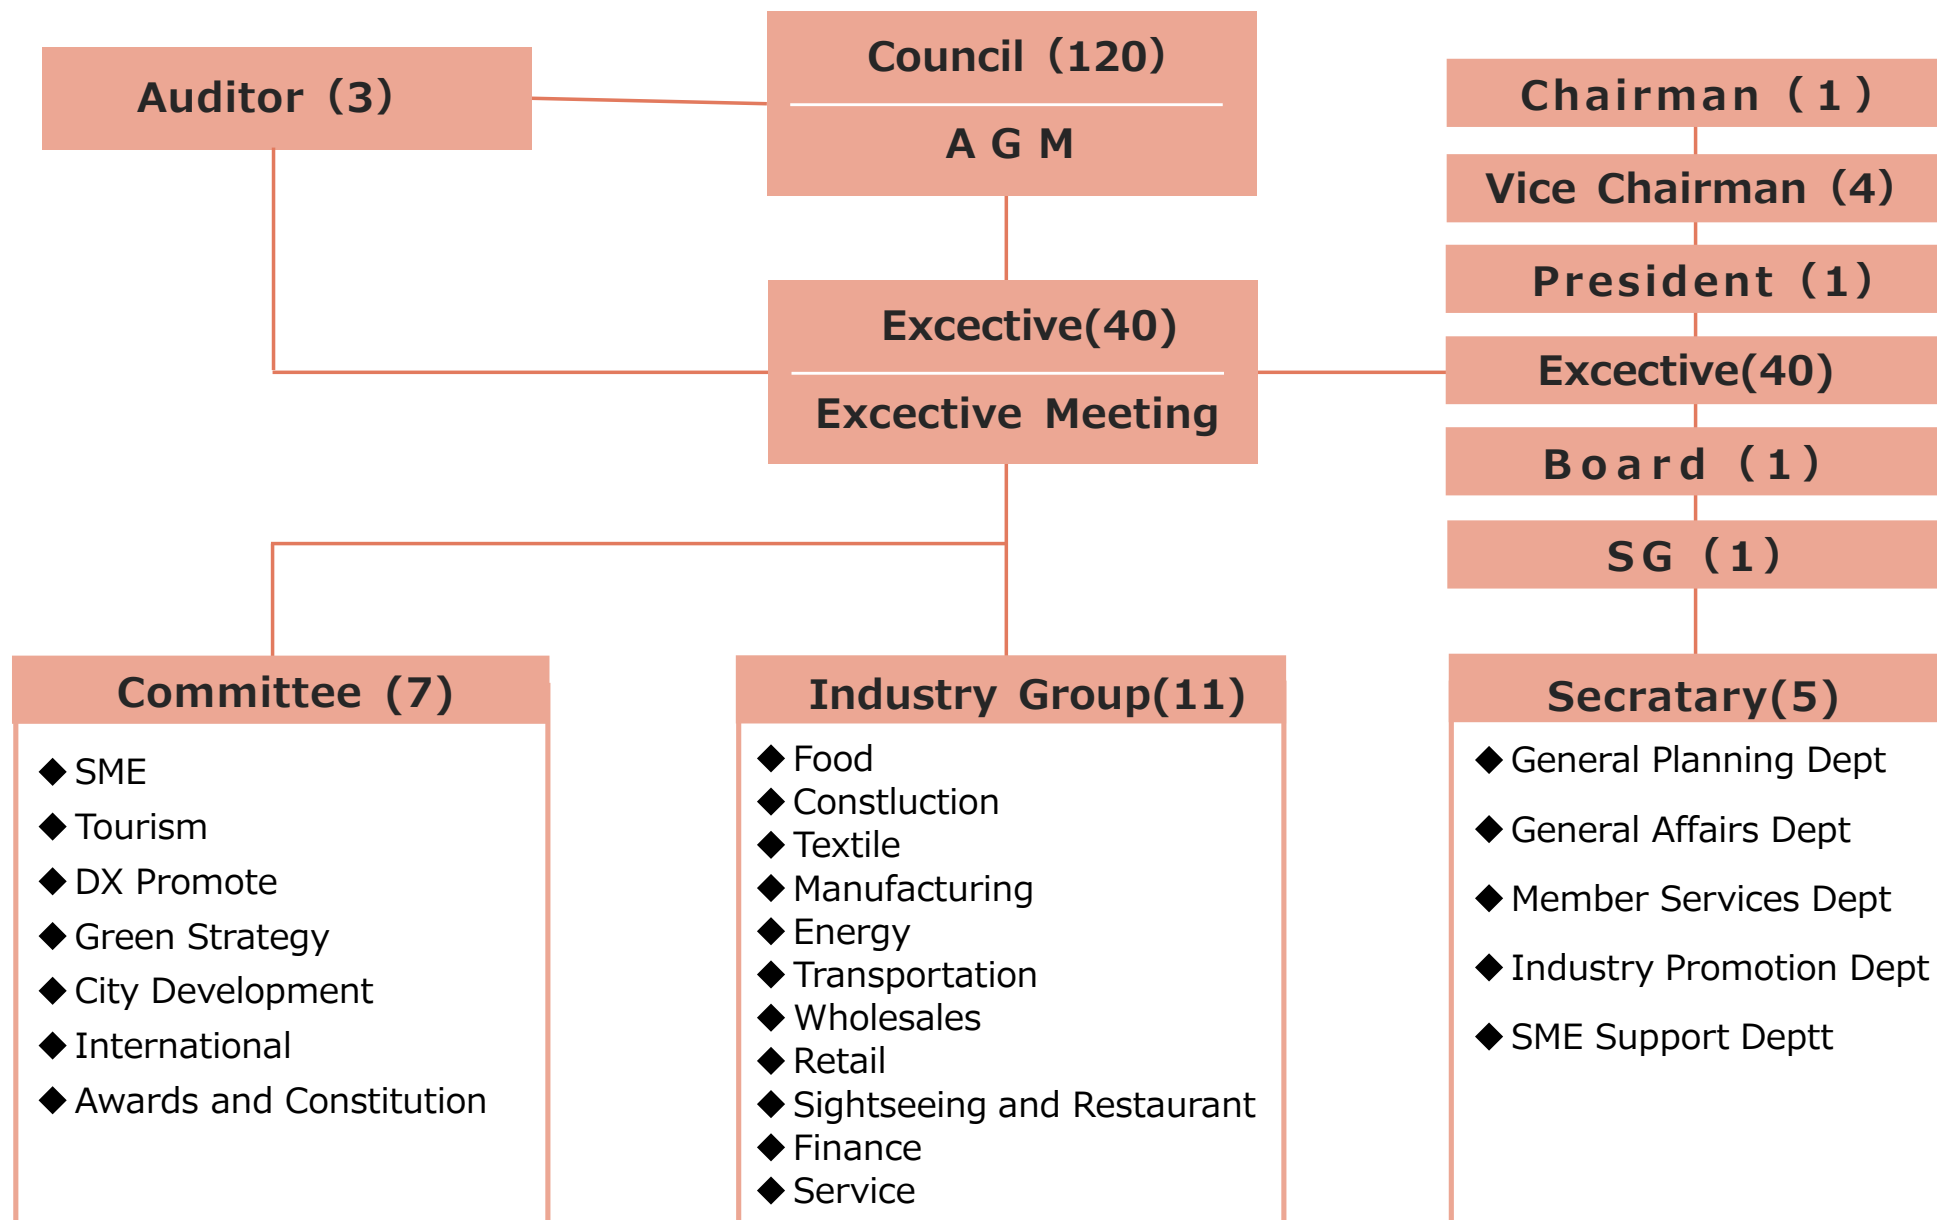 Auditor (3)
Council (120)
A G M
Excective(40)
Excective Meeting
Chairman (1)
Vice Chairman (4)
President (1)
Excective(40)
Board (1)
SG (1)
Committee (7)
◆ SME
◆ Tourism
◆ DX Promote
◆ Green Strategy
◆ City Development
◆ International
◆ Awards and Constitution
Industry Group(11)
◆ Food
◆ Constluction
◆ Textile
◆ Manufacturing
◆ Energy
◆ Transportation
◆ Wholesales
◆ Retail
◆ Sightseeing and Restaurant
◆ Finance
◆ Service
Secratary(5)
◆ General Planning Dept
◆ General Affairs Dept
◆ Member Services Dept
◆ Industry Promotion Dept
◆ SME Support Deptt